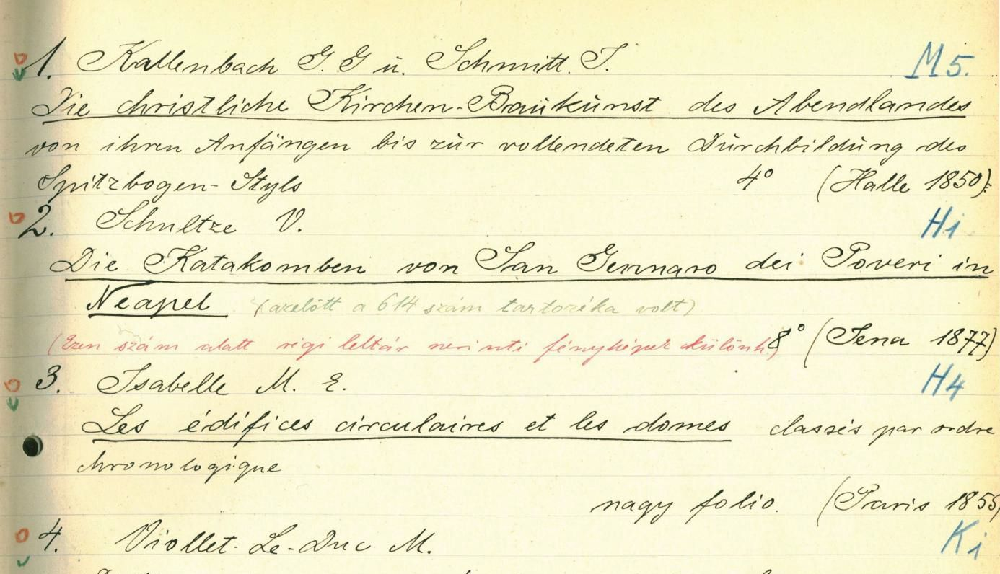 1. Kallenbach G. G ü. Schmitt. J. M5.
Die christliche Kirchen-Baükünst des Abendlandes
von ihren Anfängen bis zür vollendeten Dürchbildüng des
Spitzbogen-Styls 4° (Halle 1850).
2. Schultze V. H1
Die Katakomben von San Gennaro dei Poveri in
Neapel (azelőtt a 614 szám tartozéka volt)
(Ezen szám alatt régi leltár szerinti fényképek különb.) 8° (Jena 1877)
3. Isabelle M. E. H4
Les édifices circulaires et les domes classés par ordre
chronologique
nagy folio. (Paris 1855)
4. Viollet-Le-Duc M. K1